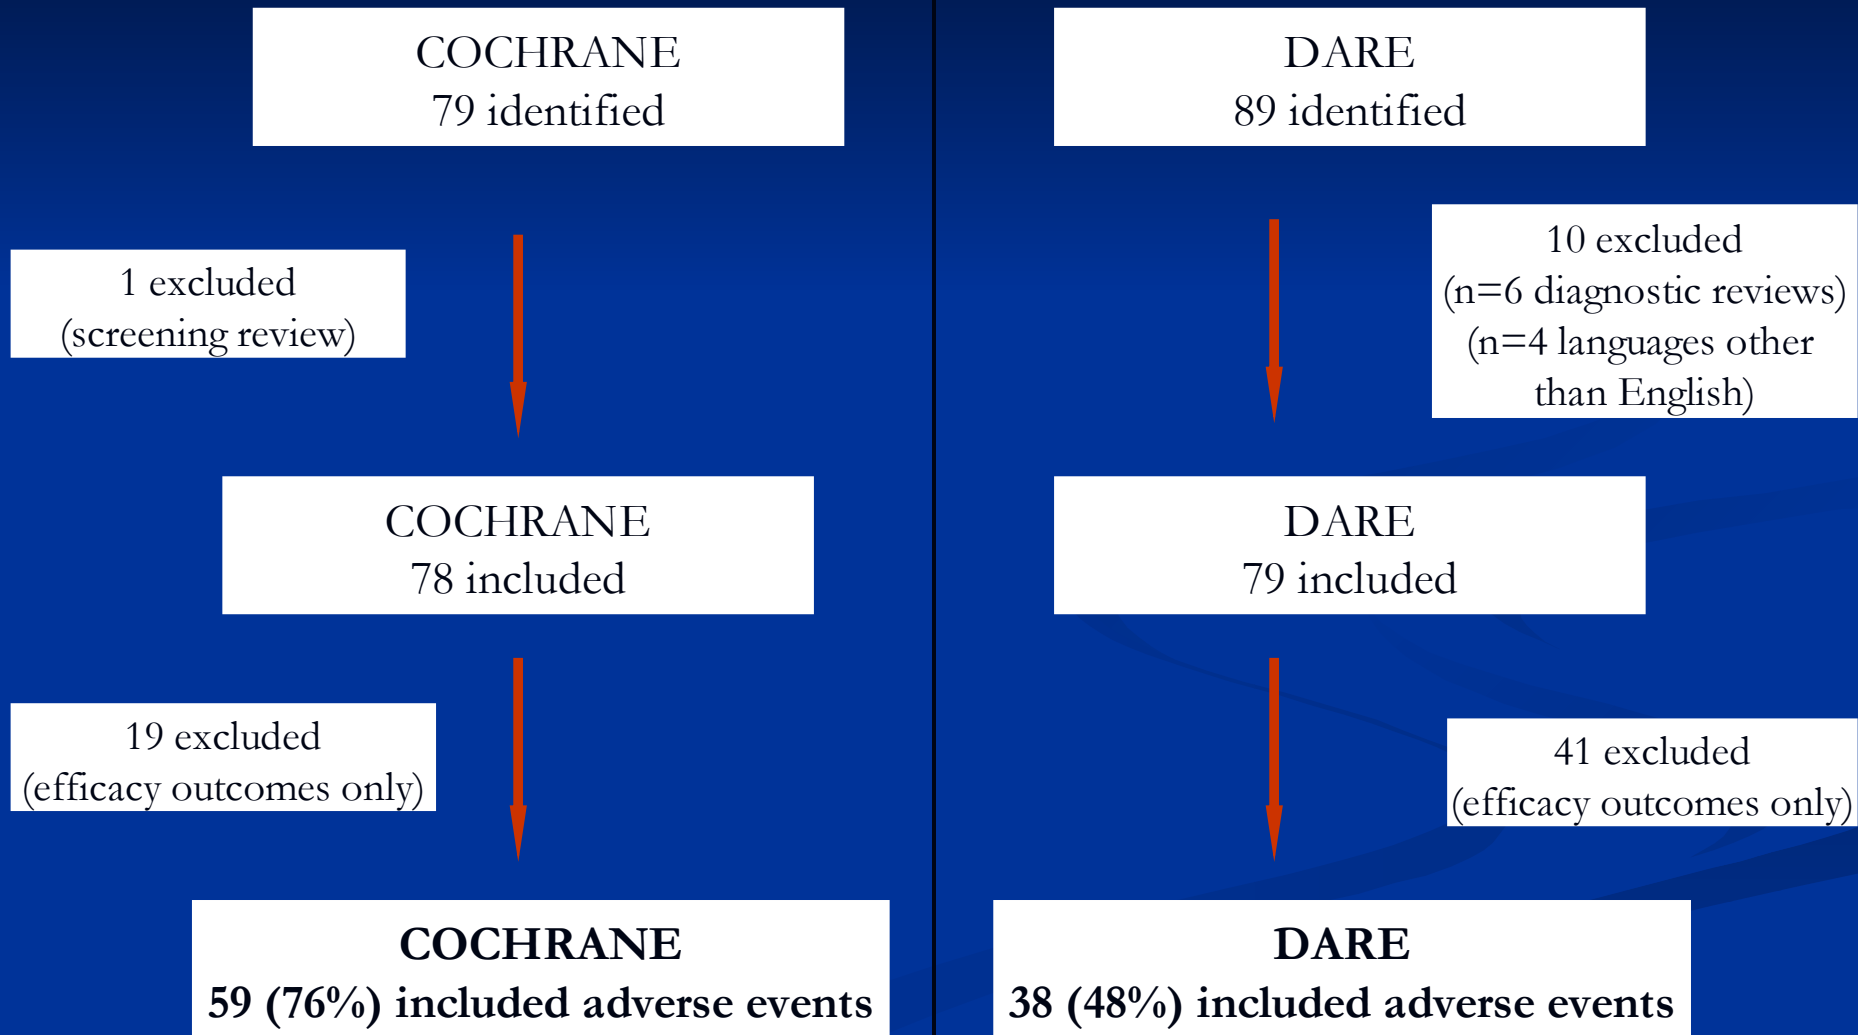 COCHRANE
79 identified
1 excluded
(screening review)
COCHRANE
78 included
19 excluded
(efficacy outcomes only)
COCHRANE
59 (76%) included adverse events
DARE
89 identified
10 excluded
(n=6 diagnostic reviews)
(n=4 languages other
than English)
DARE
79 included
41 excluded
(efficacy outcomes only)
DARE
38 (48%) included adverse events